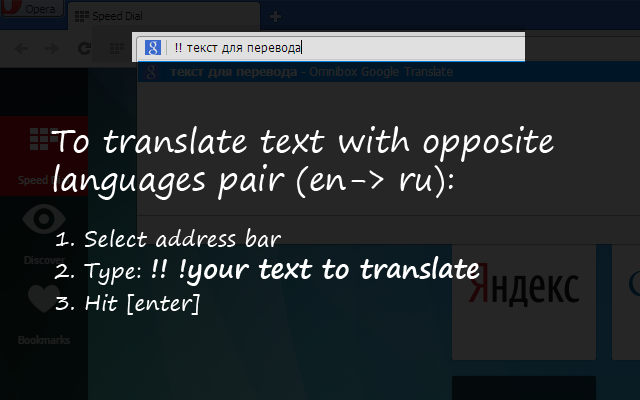 Opera
Speed Dial
!! текст для перевода
текст для перевода - Omnibox Google Translate
To translate text with opposite
languages pair (en-> ru):
1. Select address bar
2. Type: !! !your text to translate
3. Hit [enter]
Speed
Discover
Bookmarks
Яндекс